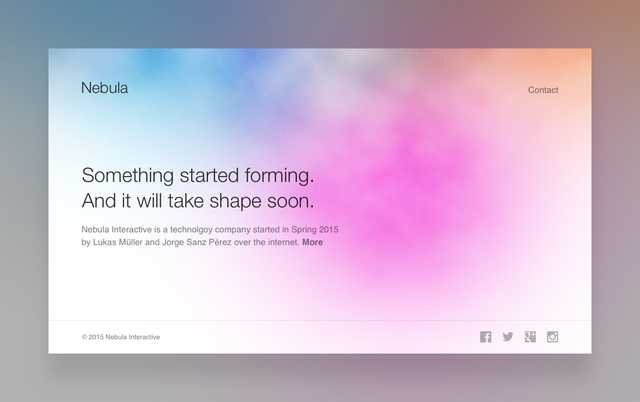 Nebula
Contact
Something started forming.
And it will take shape soon.
Nebula Interactive is a technolgoy company started in Spring 2015
by Lukas Müller and Jorge Sanz Pérez over the internet. More
© 2015 Nebula Interactive